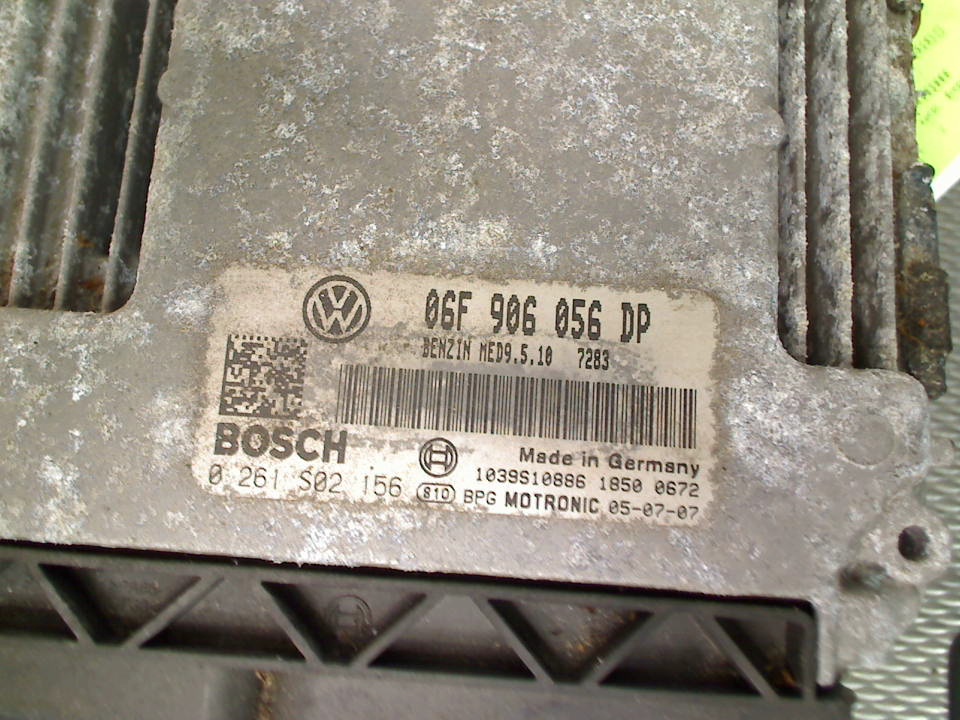 06F 906 056 DP
BENZIN MED9.5.10 7283
BOSCH
Made in Germany
0 261 S02 156
1039S10886 1850 0672
810 BPG MOTRONIC 05-07-07